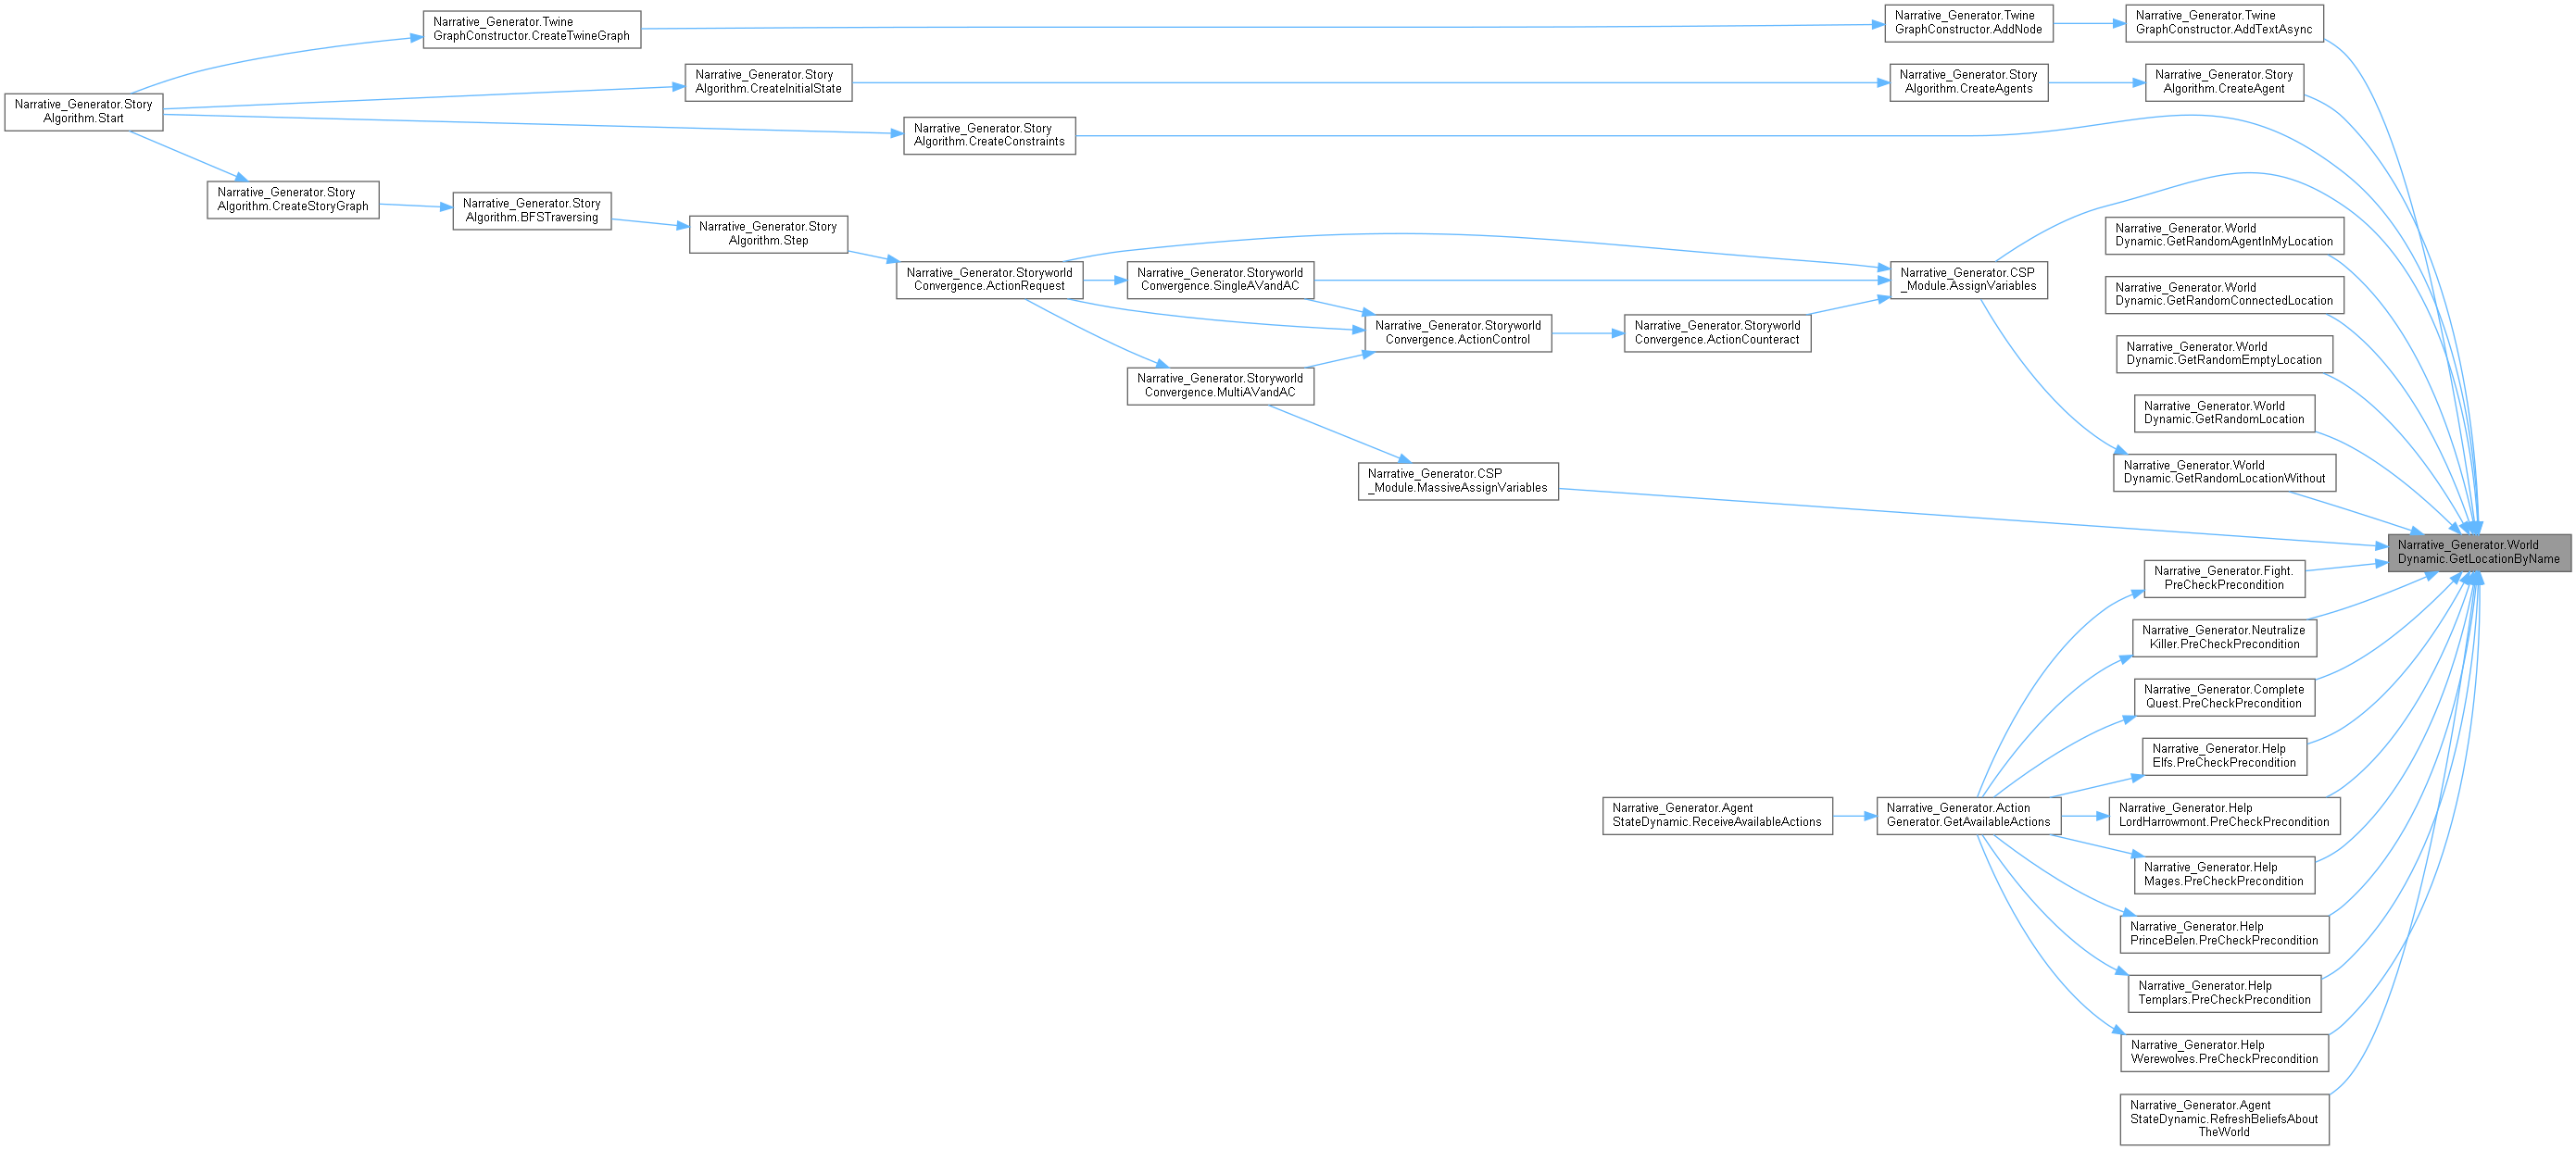 Narrative_Generator.Twine
GraphConstructor.CreateTwineGraph
Narrative_Generator.Twine
GraphConstructor.AddNode
Narrative_Generator.Twine
GraphConstructor.AddTextAsync
Narrative_Generator.Story
Algorithm.CreateInitialState
Narrative_Generator.Story
Algorithm.CreateAgents
Narrative_Generator.Story
Algorithm.CreateAgent
Narrative_Generator.Story
Algorithm.Start
Narrative_Generator.Story
Algorithm.CreateConstraints
Narrative_Generator.Story
Algorithm.CreateStoryGraph
Narrative_Generator.Story
Algorithm.BFSTraversing
Narrative_Generator.Story
Algorithm.Step
Narrative_Generator.World
Dynamic.GetRandomAgentInMyLocation
Narrative_Generator.Storyworld
Convergence.ActionRequest
Narrative_Generator.Storyworld
Convergence.SingleAVandAC
Narrative_Generator.CSP
_Module.AssignVariables
Narrative_Generator.World
Dynamic.GetRandomConnectedLocation
Narrative_Generator.Storyworld
Convergence.ActionControl
Narrative_Generator.Storyworld
Convergence.ActionCounteract
Narrative_Generator.World
Dynamic.GetRandomEmptyLocation
Narrative_Generator.Storyworld
Convergence.MultiAVandAC
Narrative_Generator.World
Dynamic.GetRandomLocation
Narrative_Generator.CSP
_Module.MassiveAssignVariables
Narrative_Generator.World
Dynamic.GetRandomLocationWithout
Narrative_Generator.World
Dynamic.GetLocationByName
Narrative_Generator.Fight.
PreCheckPrecondition
Narrative_Generator.Neutralize
Killer.PreCheckPrecondition
Narrative_Generator.Complete
Quest.PreCheckPrecondition
Narrative_Generator.Help
Elfs.PreCheckPrecondition
Narrative_Generator.Agent
StateDynamic.ReceiveAvailableActions
Narrative_Generator.Action
Generator.GetAvailableActions
Narrative_Generator.Help
LordHarrowmont.PreCheckPrecondition
Narrative_Generator.Help
Mages.PreCheckPrecondition
Narrative_Generator.Help
PrinceBelen.PreCheckPrecondition
Narrative_Generator.Help
Templars.PreCheckPrecondition
Narrative_Generator.Help
Werewolves.PreCheckPrecondition
Narrative_Generator.Agent
StateDynamic.RefreshBeliefsAbout
TheWorld